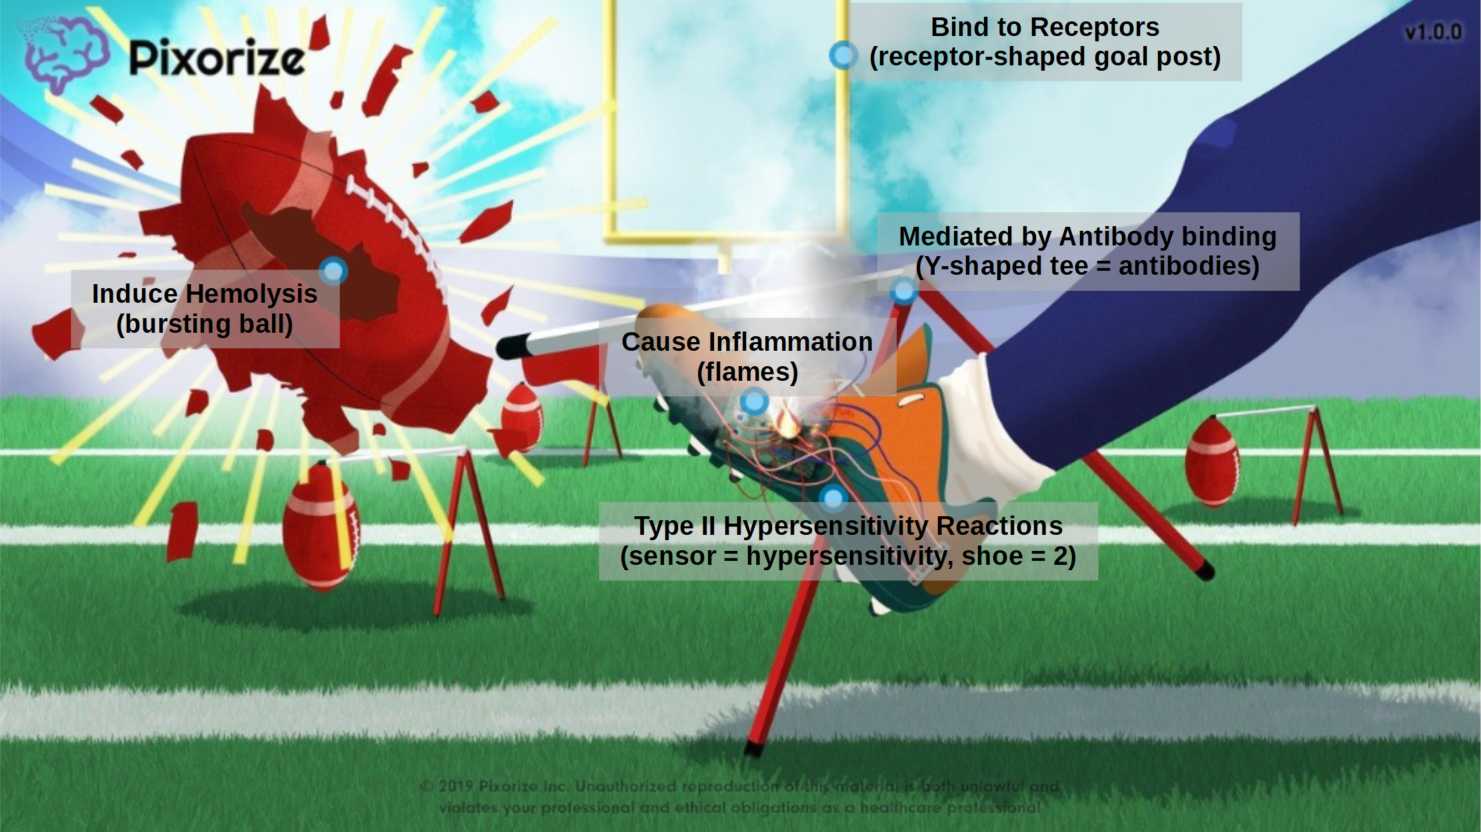 Pixorize
Bind to Receptors
(receptor-shaped goal post)
v1.0.0
Mediated by Antibody binding
(Y-shaped tee = antibodies)
Induce Hemolysis
(bursting ball)
Cause Inflammation
(flames)
Type II Hypersensitivity Reactions
(sensor = hypersensitivity, shoe = 2)
© 2019 Pixorize Inc. Unauthorized reproduction of this material is both unlawful and
violates your professional and ethical obligations as a healthcare professional